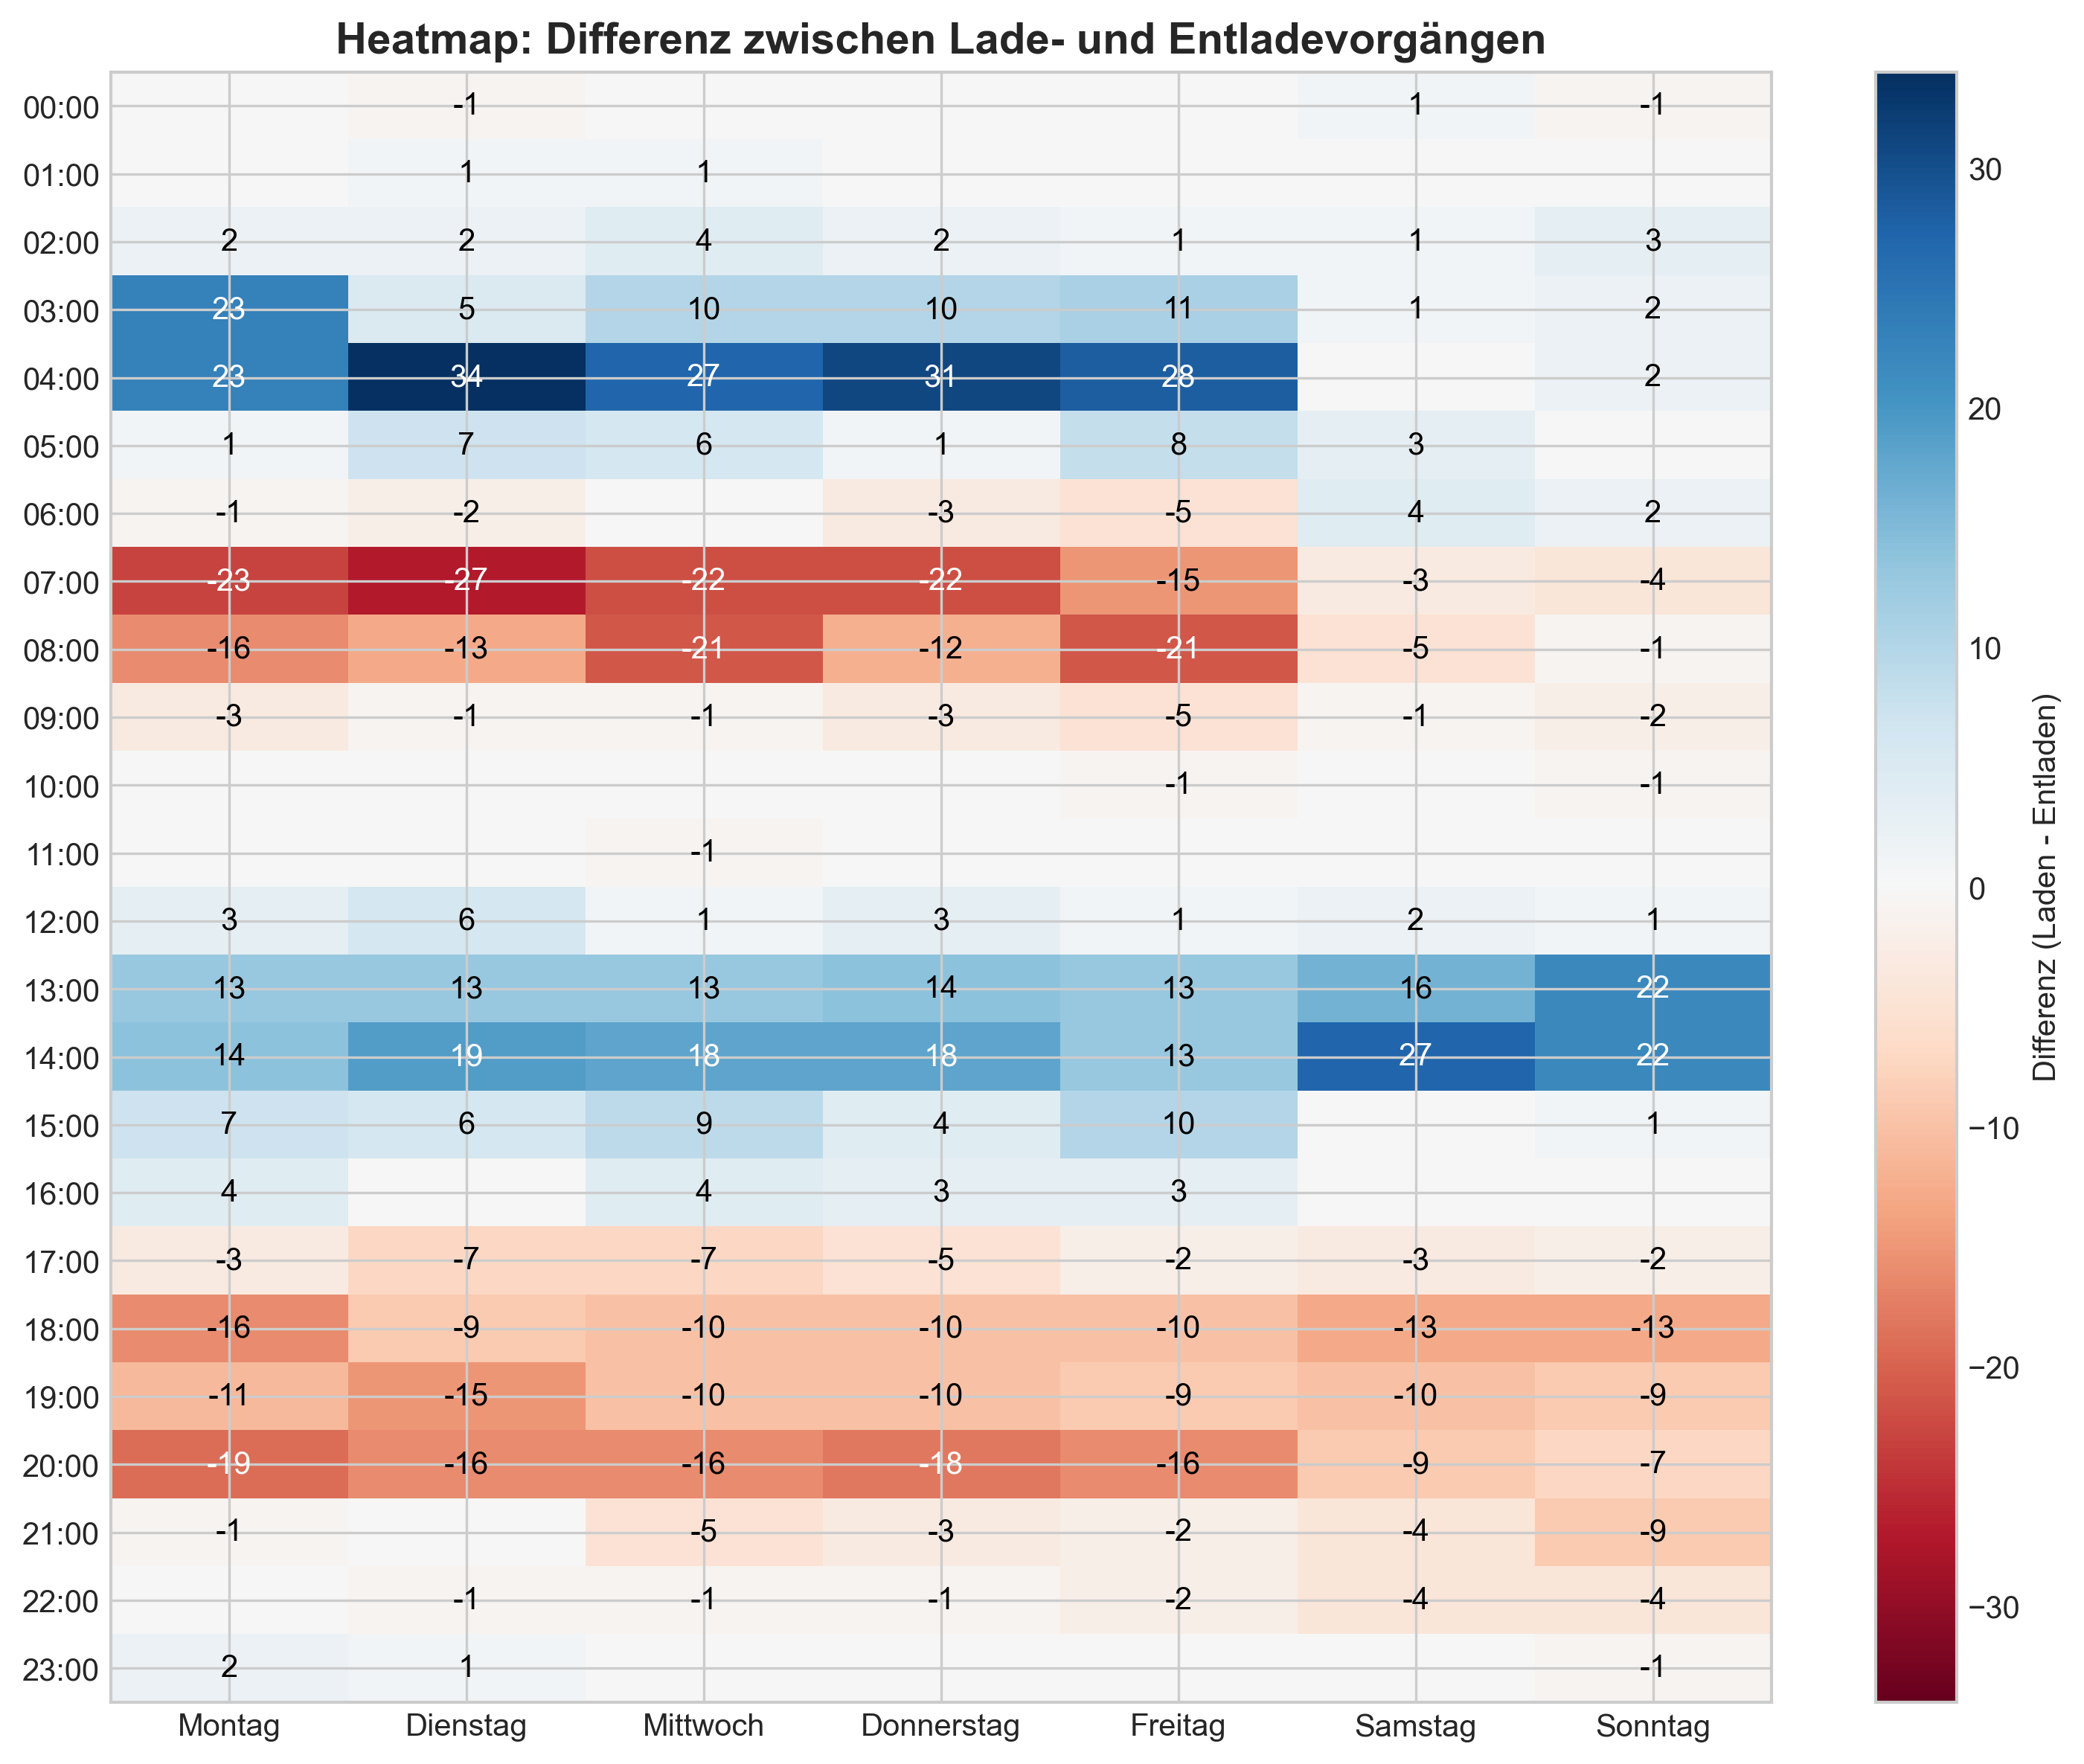 Heatmap: Differenz zwischen Lade- und Entladevorgängen
00:00 -1 1 -1
01:00 1 1
02:00 2 2 4 2 1 1 3
03:00 23 5 10 10 11 1 2
04:00 23 34 27 31 28 2
05:00 1 7 6 1 8 3
06:00 -1 -2 -3 -5 4 2
07:00 -23 -27 -22 -22 -15 -3 -4
08:00 -16 -13 -21 -12 -21 -5 -1
09:00 -3 -1 -1 -3 -5 -1 -2
10:00 -1 -1
11:00 -1
12:00 3 6 1 3 1 2 1
13:00 13 13 13 14 13 16 22
14:00 14 19 18 18 13 27 22
15:00 7 6 9 4 10 1
16:00 4 4 3 3
17:00 -3 -7 -7 -5 -2 -3 -2
18:00 -16 -9 -10 -10 -10 -13 -13
19:00 -11 -15 -10 -10 -9 -10 -9
20:00 -19 -16 -16 -18 -16 -9 -7
21:00 -1 -5 -3 -2 -4 -9
22:00 -1 -1 -1 -2 -4 -4
23:00 2 1 -1
Montag Dienstag Mittwoch Donnerstag Freitag Samstag Sonntag
30
20
10
0
−10
−20
−30
Differenz (Laden - Entladen)